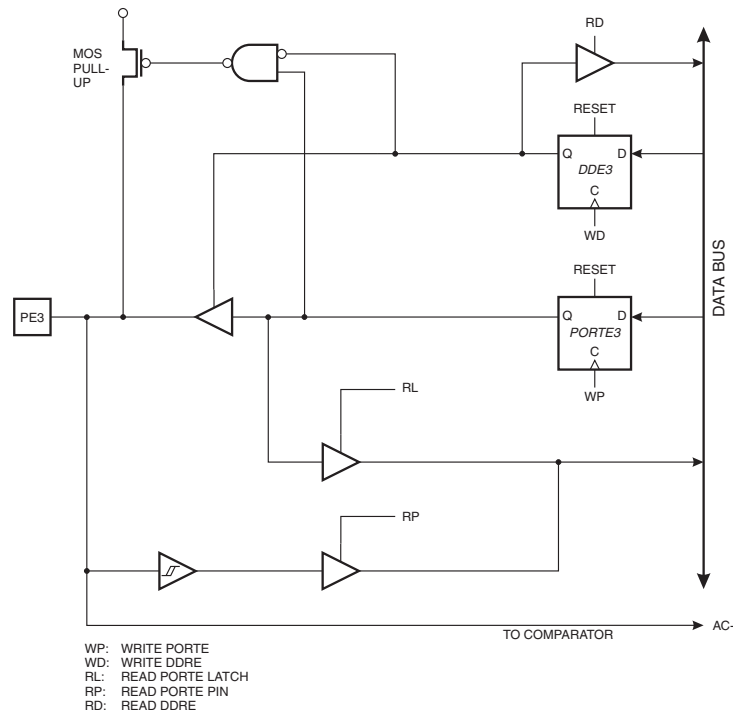 RD
MOS
PULL-
UP
RESET
Q
D
DDE3
C
WD
RESET
PE3
Q
D
PORTE3
C
WP
DATA BUS
RL
RP
TO COMPARATOR
AC-
WP: WRITE PORTE
WD: WRITE DDRE
RL: READ PORTE LATCH
RP: READ PORTE PIN
RD: READ DDRE